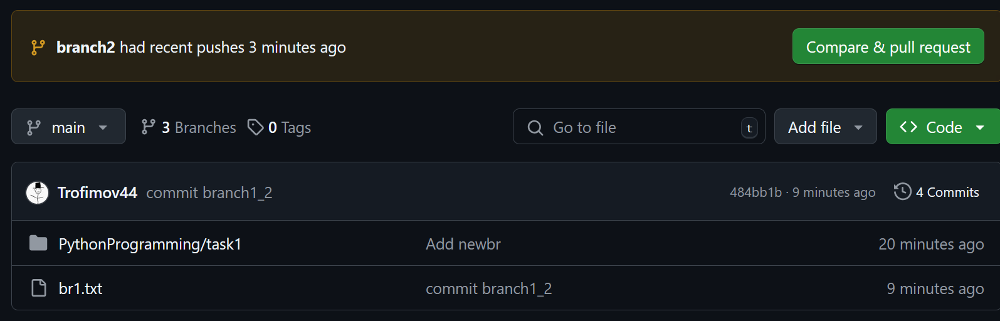 branch2 had recent pushes 3 minutes ago
Compare & pull request
main
3 Branches
0 Tags
Go to file
t
Add file
Code
Trofimov44 commit branch1_2
484bb1b · 9 minutes ago
4 Commits
PythonProgramming/task1
Add newbr
20 minutes ago
br1.txt
commit branch1_2
9 minutes ago